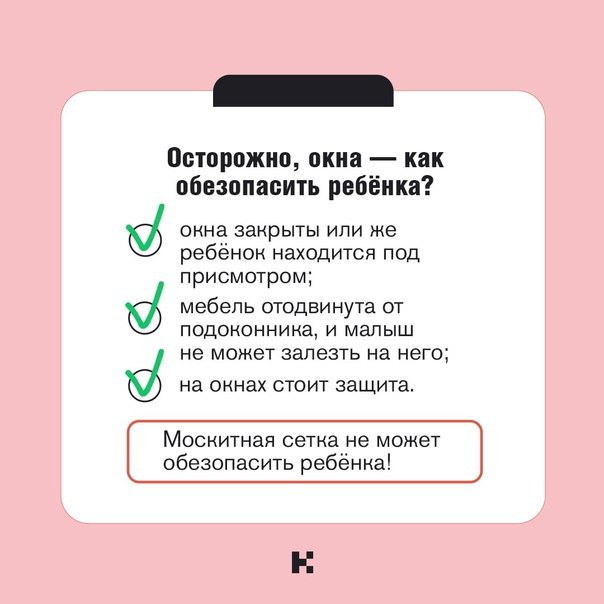 Осторожно, окна — как
обезопасить ребёнка?
окна закрыты или же
ребёнок находится под
присмотром;
мебель отодвинута от
подоконника, и малыш
не может залезть на него;
на окнах стоит защита.
Москитная сетка не может
обезопасить ребёнка!